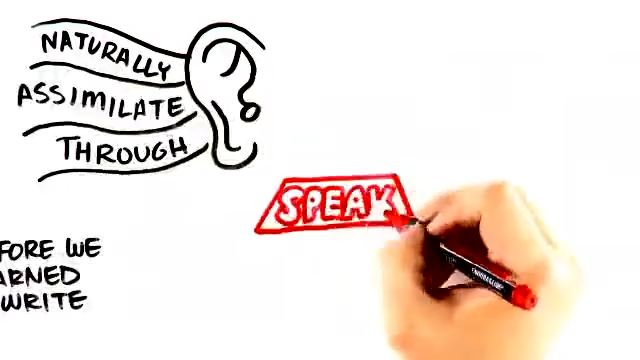 NATURALLY
ASSIMILATE
THROUGH
SPEAK
FORE WE
ARNED
WRITE